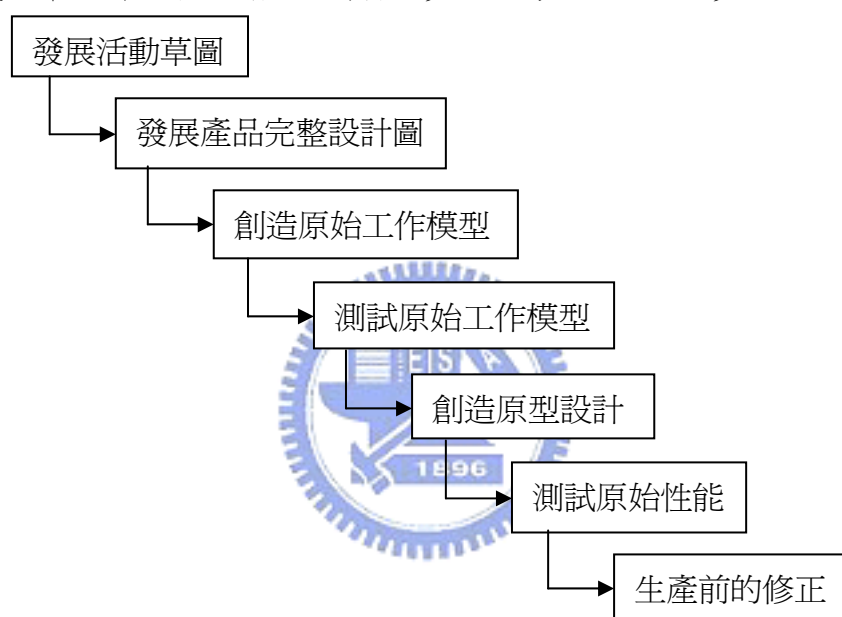 發展活動草圖
發展產品完整設計圖
創造原始工作模型
測試原始工作模型
E S A
創造原型設計
1896
測試原始性能
生產前的修正